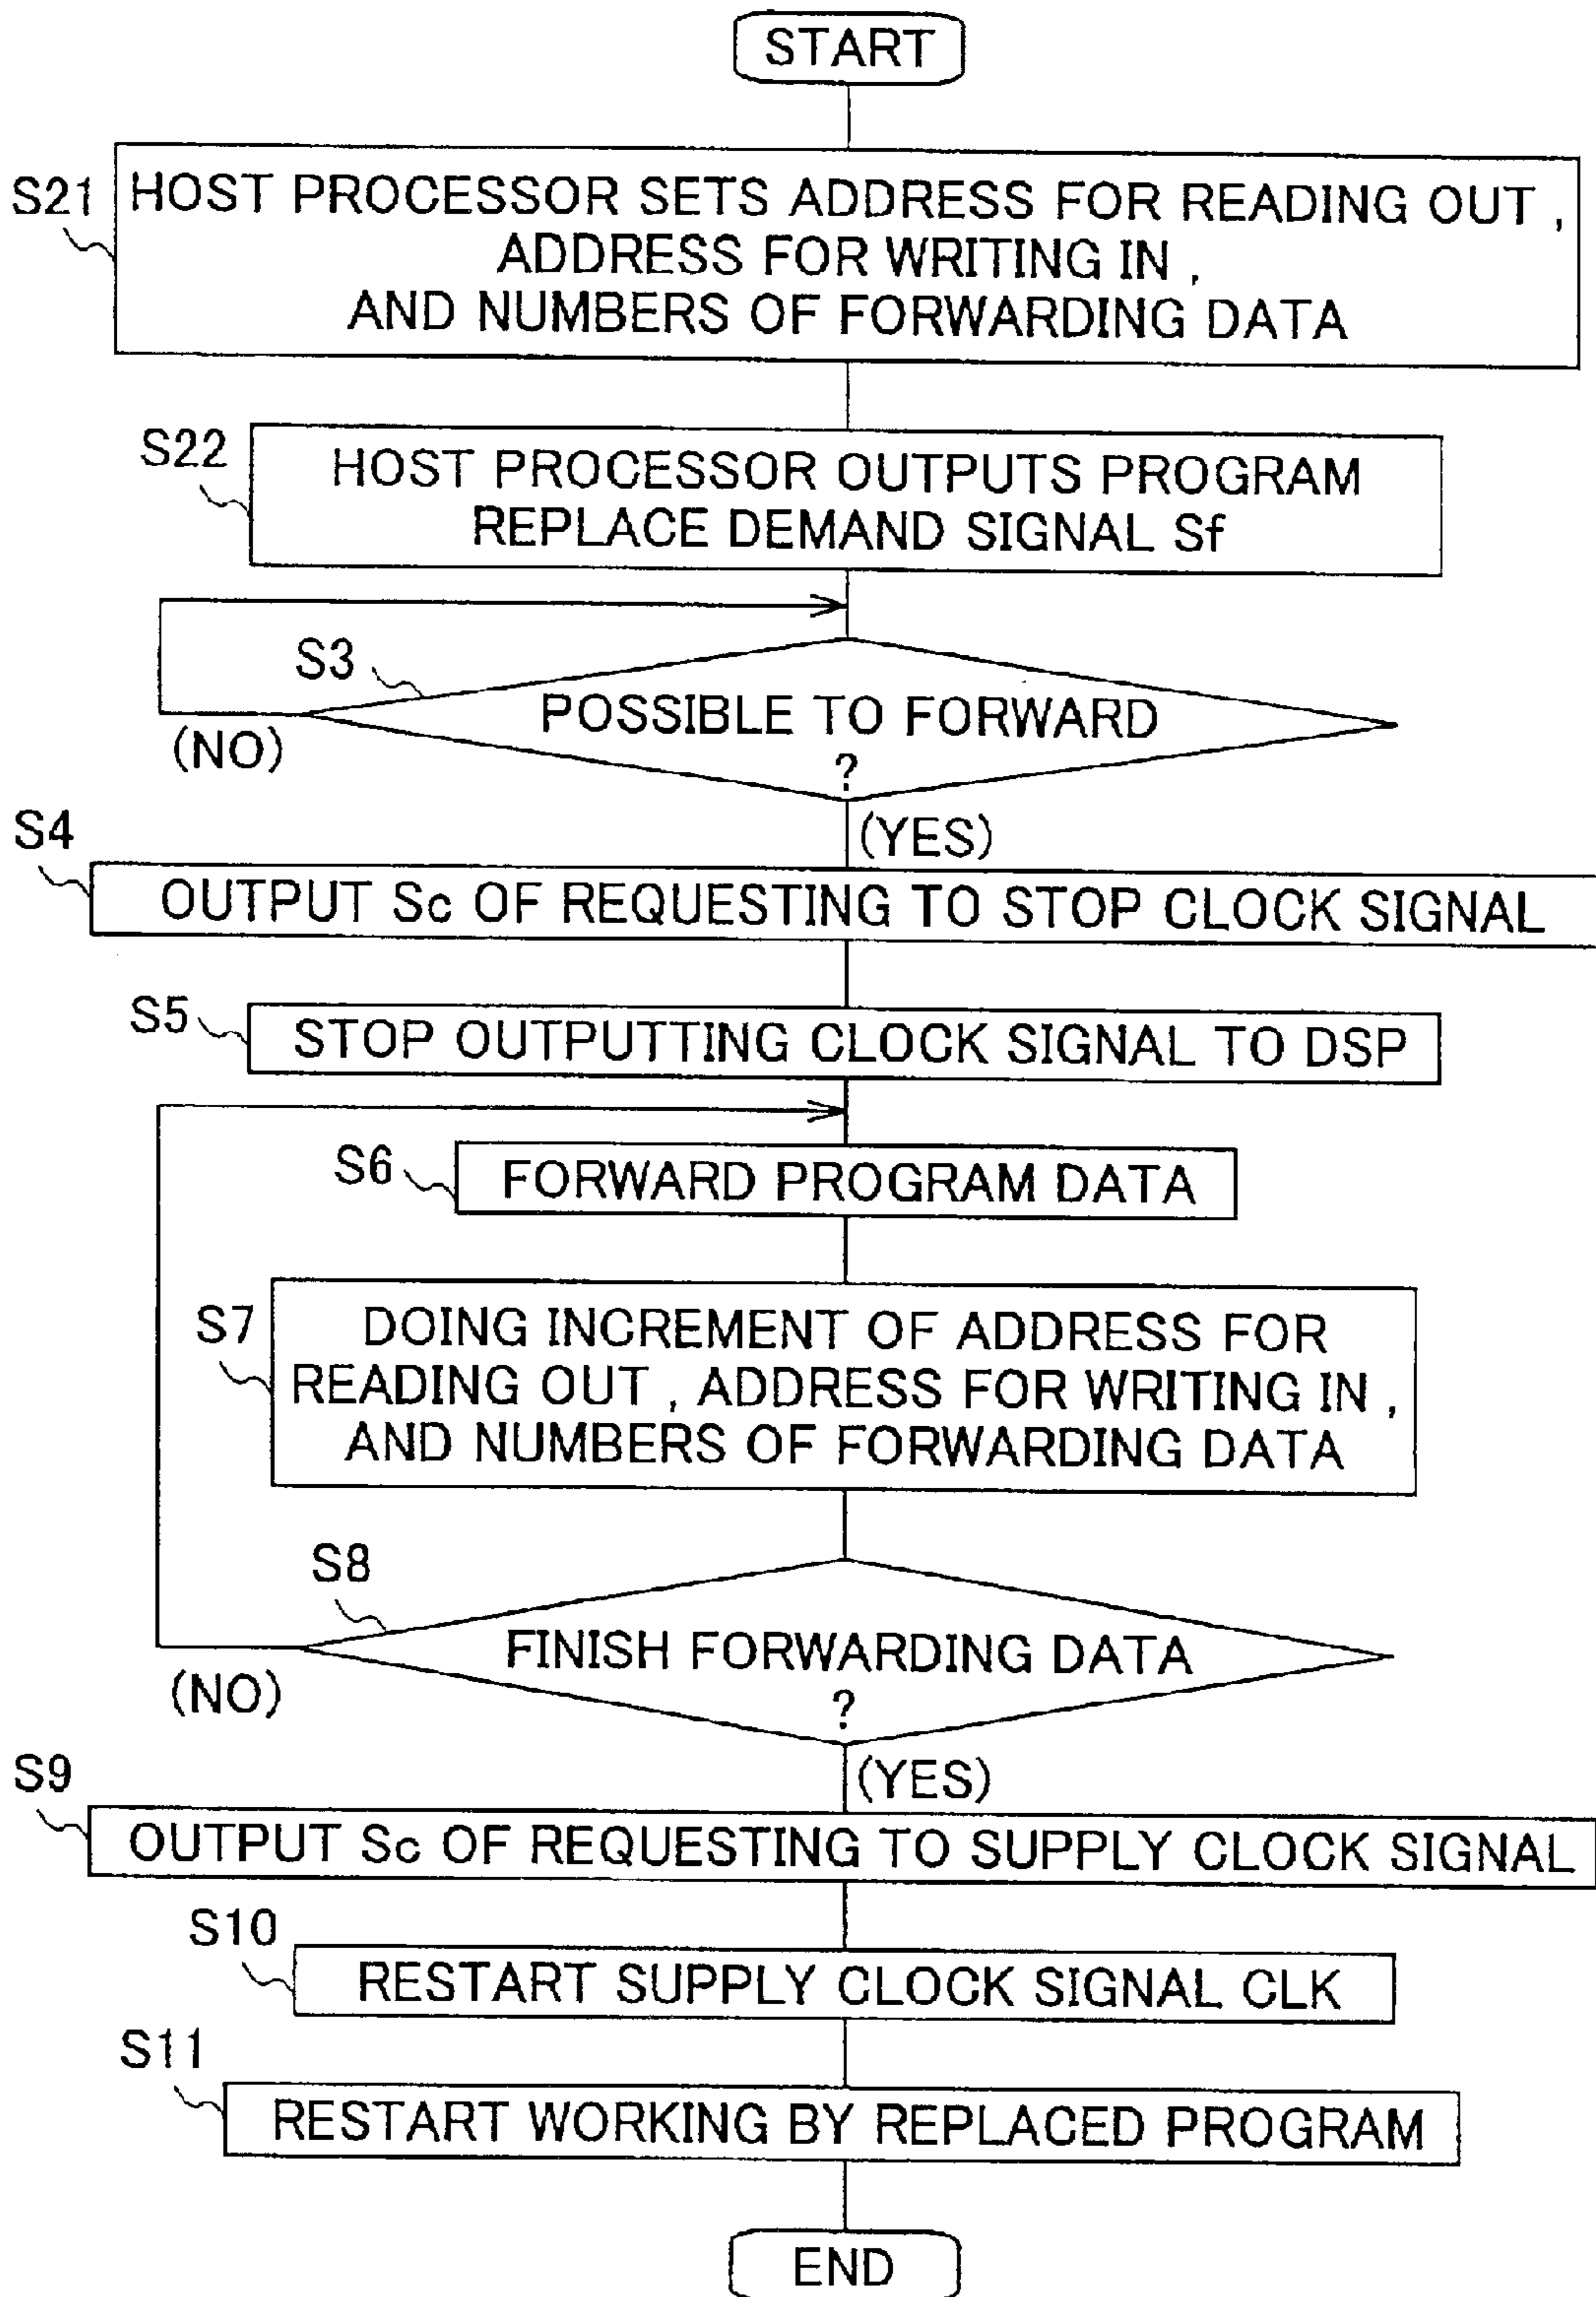 START
S21
HOST PROCESSOR SETS ADDRESS FOR READING OUT ,
ADDRESS FOR WRITING IN ,
AND NUMBERS OF FORWARDING DATA
S22
HOST PROCESSOR OUTPUTS PROGRAM
REPLACE DEMAND SIGNAL Sf
S3
POSSIBLE TO FORWARD
?
(NO)
(YES)
S4
OUTPUT Sc OF REQUESTING TO STOP CLOCK SIGNAL
S5
STOP OUTPUTTING CLOCK SIGNAL TO DSP
S6
FORWARD PROGRAM DATA
S7
DOING INCREMENT OF ADDRESS FOR
READING OUT , ADDRESS FOR WRITING IN ,
AND NUMBERS OF FORWARDING DATA
S8
FINISH FORWARDING DATA
?
(NO)
(YES)
S9
OUTPUT Sc OF REQUESTING TO SUPPLY CLOCK SIGNAL
S10
RESTART SUPPLY CLOCK SIGNAL CLK
S11
RESTART WORKING BY REPLACED PROGRAM
END